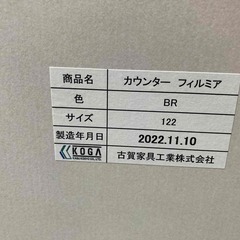 商品名 カウンター フィルミア
色 BR
サイズ 122
製造年月日 2022.11.10
KOGA 古賀家具工業株式会社